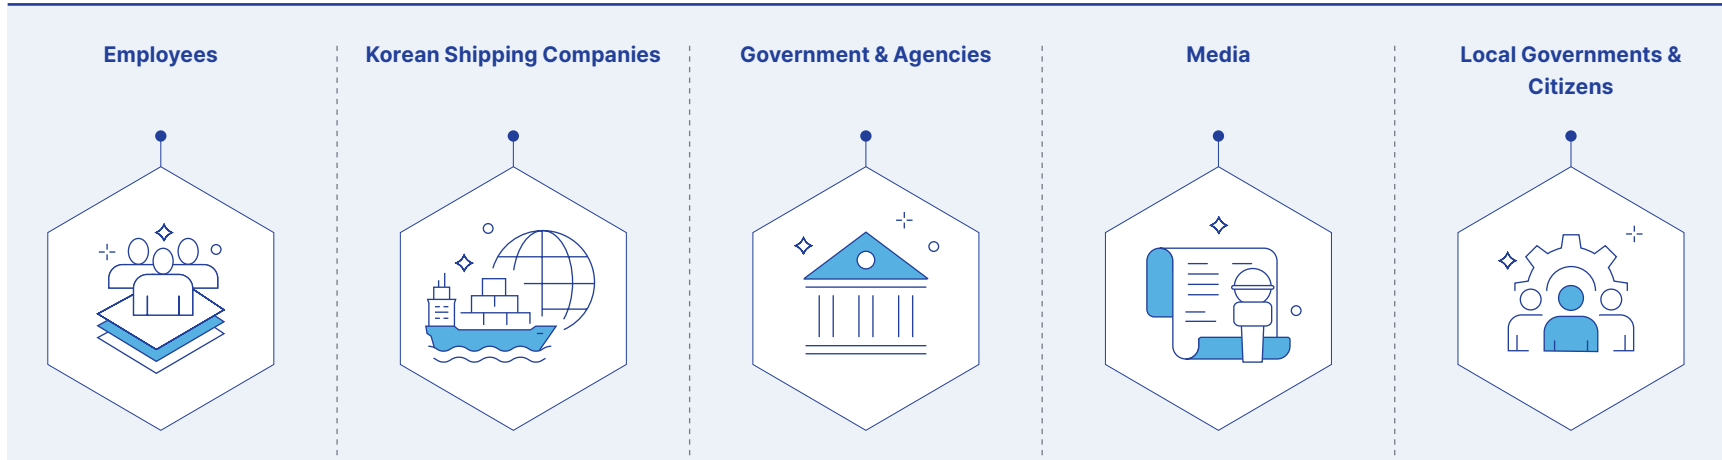 Employees
Korean Shipping Companies
Government & Agencies
Media
Local Governments &
Citizens